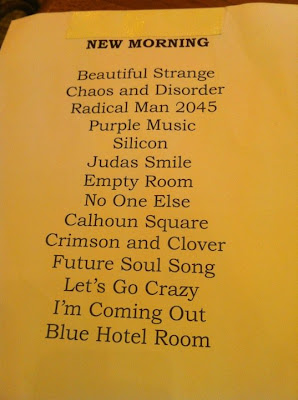 NEW MORNING
Beautiful Strange
Chaos and Disorder
Radical Man 2045
Purple Music
Silicon
Judas Smile
Empty Room
No One Else
Calhoun Square
Crimson and Clover
Future Soul Song
Let's Go Crazy
I'm Coming Out
Blue Hotel Room